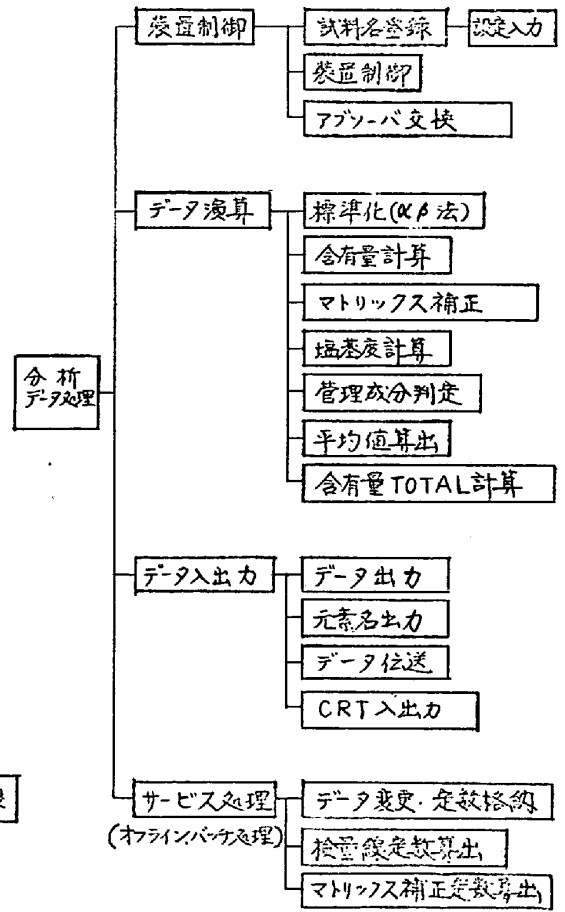 装置制御
試料名登録
設定入力
装置制御
アブソーバ交換
データ演算
標準化(αβ法)
含有量計算
マトリックス補正
塩基度計算
分析
データ処理
管理成分判定
平均値算出
含有量TOTAL計算
データ入出力
データ出力
元素名出力
データ伝送
CRT入出力
サービス処理
(オフライン,バッチ処理)
データ変更・定数格納
検量線定数算出
マトリックス補正定数算出